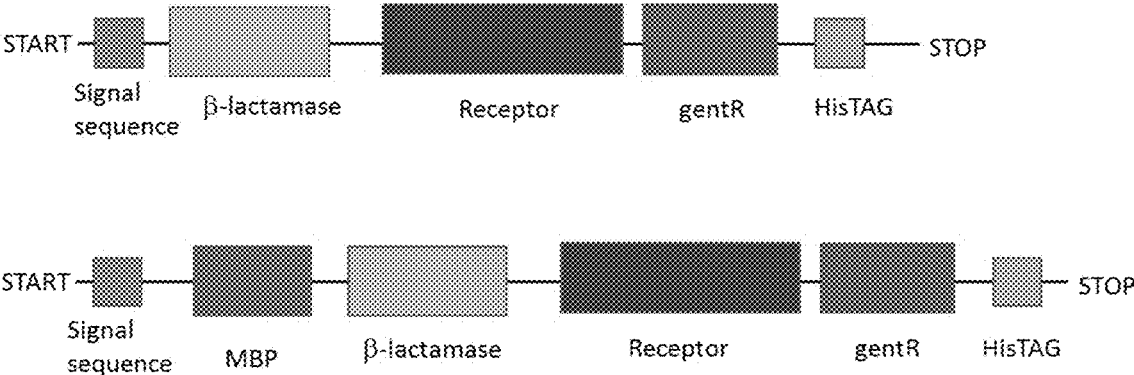 START
STOP
Signal
sequence
β-lactamase
Receptor
gentR
HisTAG
START
STOP
Signal
sequence
MBP
β-lactamase
Receptor
gentR
HisTAG